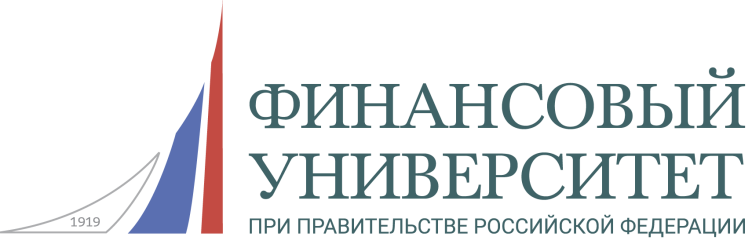 1919
ФИНАНСОВЫЙ
УНИВЕРСИТЕТ
ПРИ ПРАВИТЕЛЬСТВЕ РОССИЙСКОЙ ФЕДЕРАЦИИ